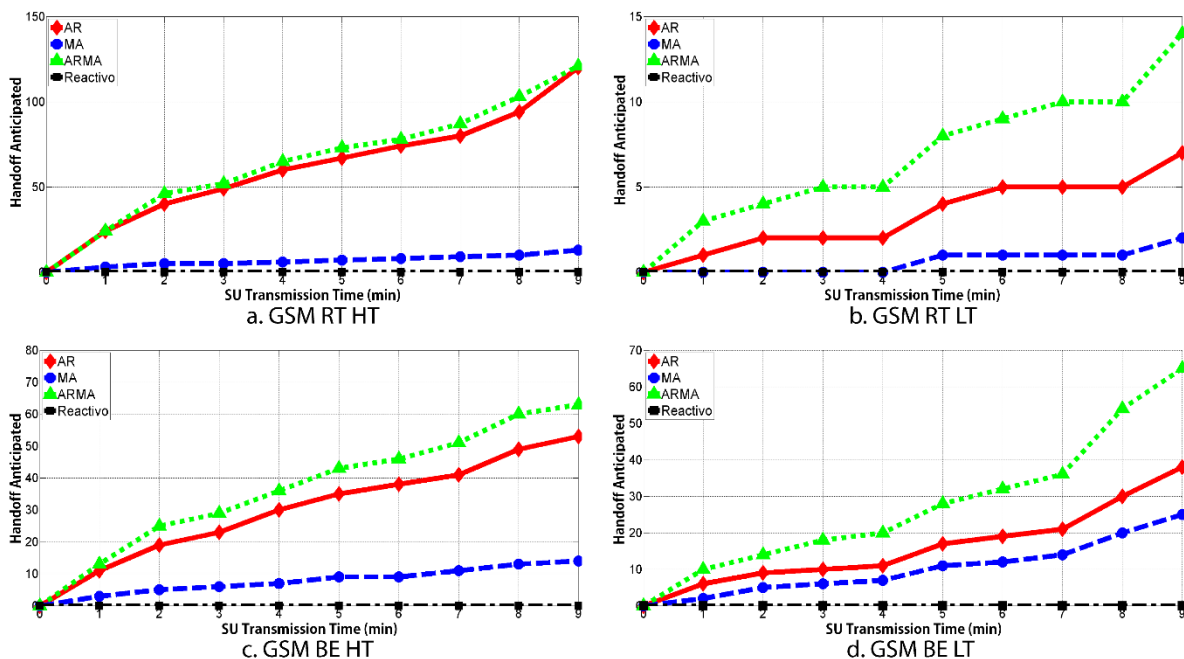 Handoff Anticipated
150
100
50
0
AR
MA
ARMA
Reactivo
0 1 2 3 4 5 6 7 8 9
SU Transmission Time (min)
a. GSM RT HT
Handoff Anticipated
15
10
5
0
AR
MA
ARMA
Reactivo
0 1 2 3 4 5 6 7 8 9
SU Transmission Time (min)
b. GSM RT LT
Handoff Anticipated
80
70
60
50
40
30
20
10
0
AR
MA
ARMA
Reactivo
0 1 2 3 4 5 6 7 8 9
SU Transmission Time (min)
c. GSM BE HT
Handoff Anticipated
70
60
50
40
30
20
10
0
AR
MA
ARMA
Reactivo
0 1 2 3 4 5 6 7 8 9
SU Transmission Time (min)
d. GSM BE LT